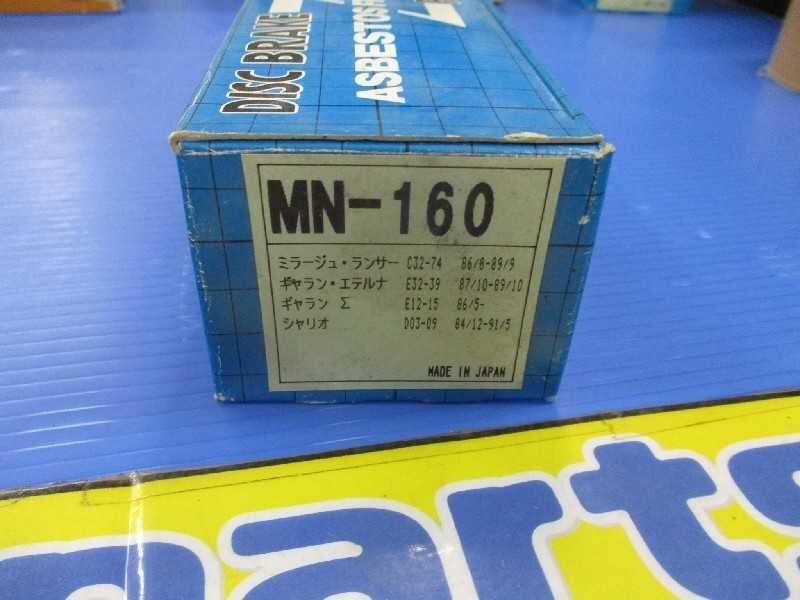 DISC BRAKE
ASBESTOS
MN-160
ミラージュ・ランサー C32-74 86/8-89/9
ギャラン・エテルナ E32-39 87/10-89/10
ギャラン Σ E12-15 86/5-
シャリオ D03-09 84/12-91/5
MADE IN JAPAN
parts